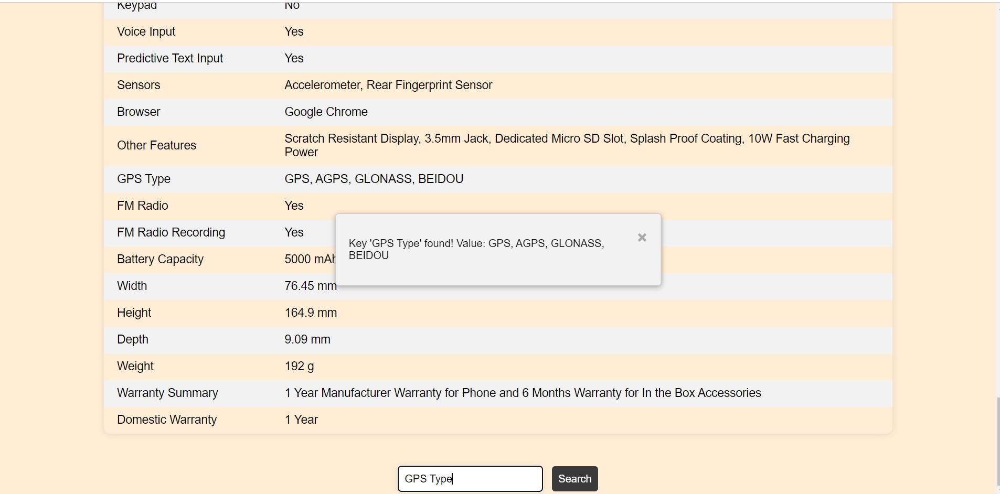 Keypad No
Voice Input Yes
Predictive Text Input Yes
Sensors Accelerometer, Rear Fingerprint Sensor
Browser Google Chrome
Other Features Scratch Resistant Display, 3.5mm Jack, Dedicated Micro SD Slot, Splash Proof Coating, 10W Fast Charging
Power
GPS Type GPS, AGPS, GLONASS, BEIDOU
FM Radio Yes
FM Radio Recording Yes
Key 'GPS Type' found! Value: GPS, AGPS, GLONASS,
BEIDOU
×
Battery Capacity 5000 mAh
Width 76.45 mm
Height 164.9 mm
Depth 9.09 mm
Weight 192 g
Warranty Summary 1 Year Manufacturer Warranty for Phone and 6 Months Warranty for In the Box Accessories
Domestic Warranty 1 Year
GPS Type Search